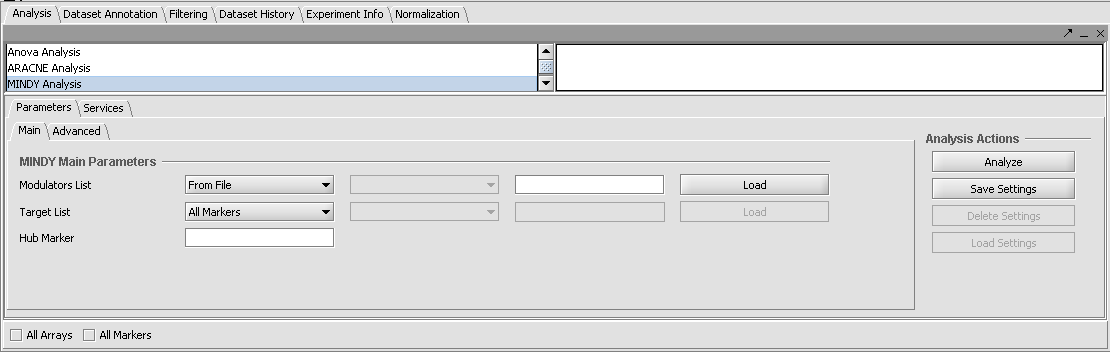 Analysis Dataset Annotation Filtering Dataset History Experiment Info Normalization
Anova Analysis
ARACNE Analysis
MINDY Analysis
Parameters Services
Main Advanced
MINDY Main Parameters
Modulators List From File Load
Target List All Markers Load
Hub Marker
Analysis Actions
Analyze
Save Settings
Delete Settings
Load Settings
All Arrays All Markers